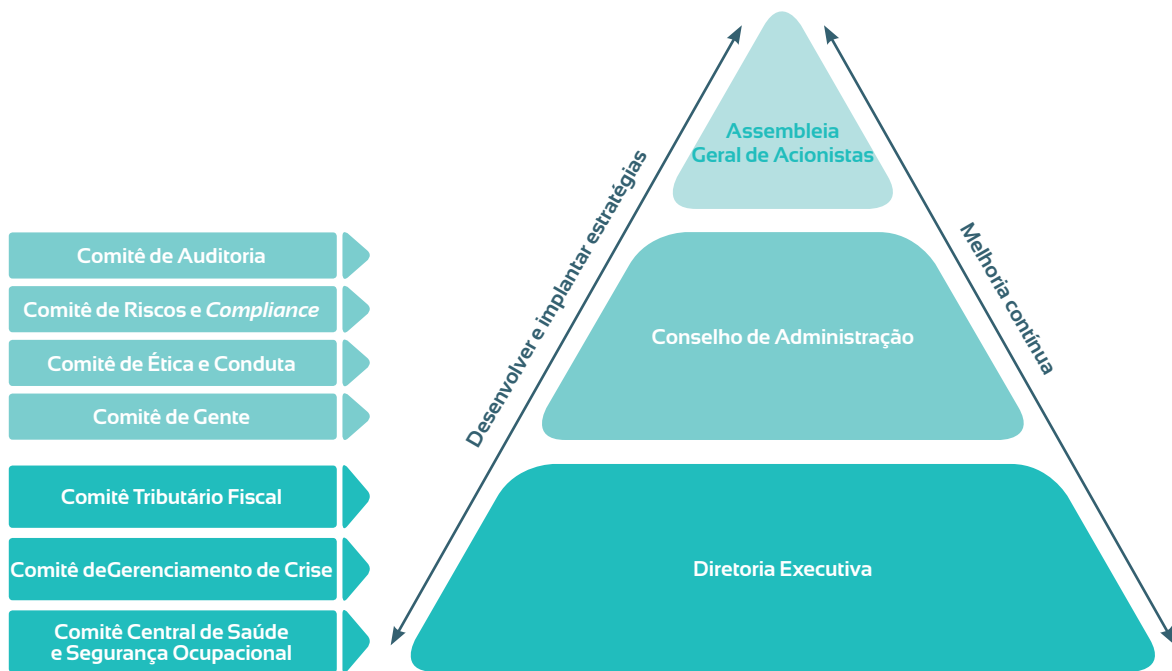 Assembleia
Geral de Acionistas
Desenvolver e implantar estratégias
Melhoria contínua
Comitê de Auditoria
Comitê de Riscos e Compliance
Comitê de Ética e Conduta
Comitê de Gente
Conselho de Administração
Comitê Tributário Fiscal
Comitê deGerenciamento de Crise
Comitê Central de Saúde
e Segurança Ocupacional
Diretoria Executiva